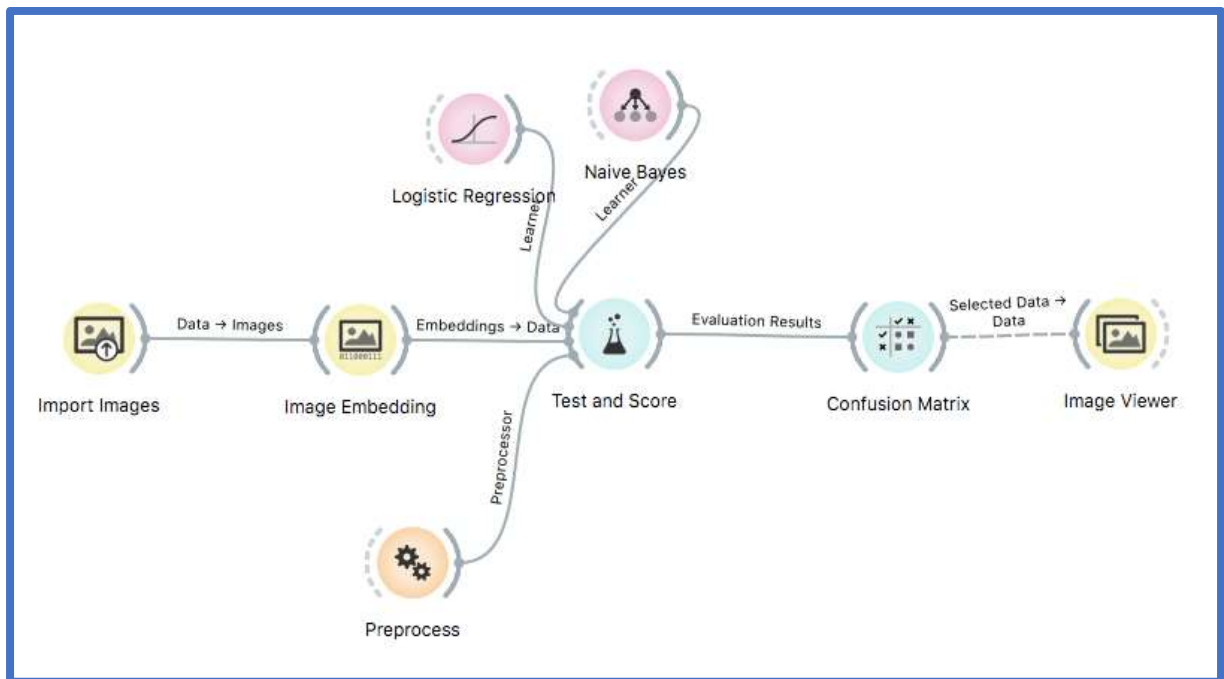 Logistic Regression
Naive Bayes
Learner
Learner
Data → Images
Embeddings → Data
Evaluation Results
Selected Data →
Data
Import Images
Image Embedding
011000111
Test and Score
Confusion Matrix
Image Viewer
Preprocessor
Preprocess